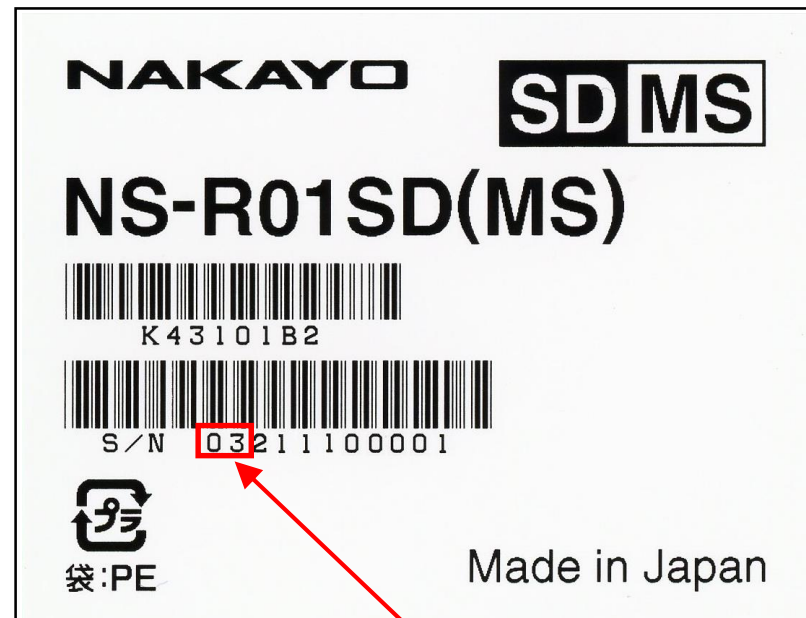 NAKAYO
SD MS
NS-R01SD(MS)
K43101B2
S/N 03211100001
プラ
袋:PE
Made in Japan